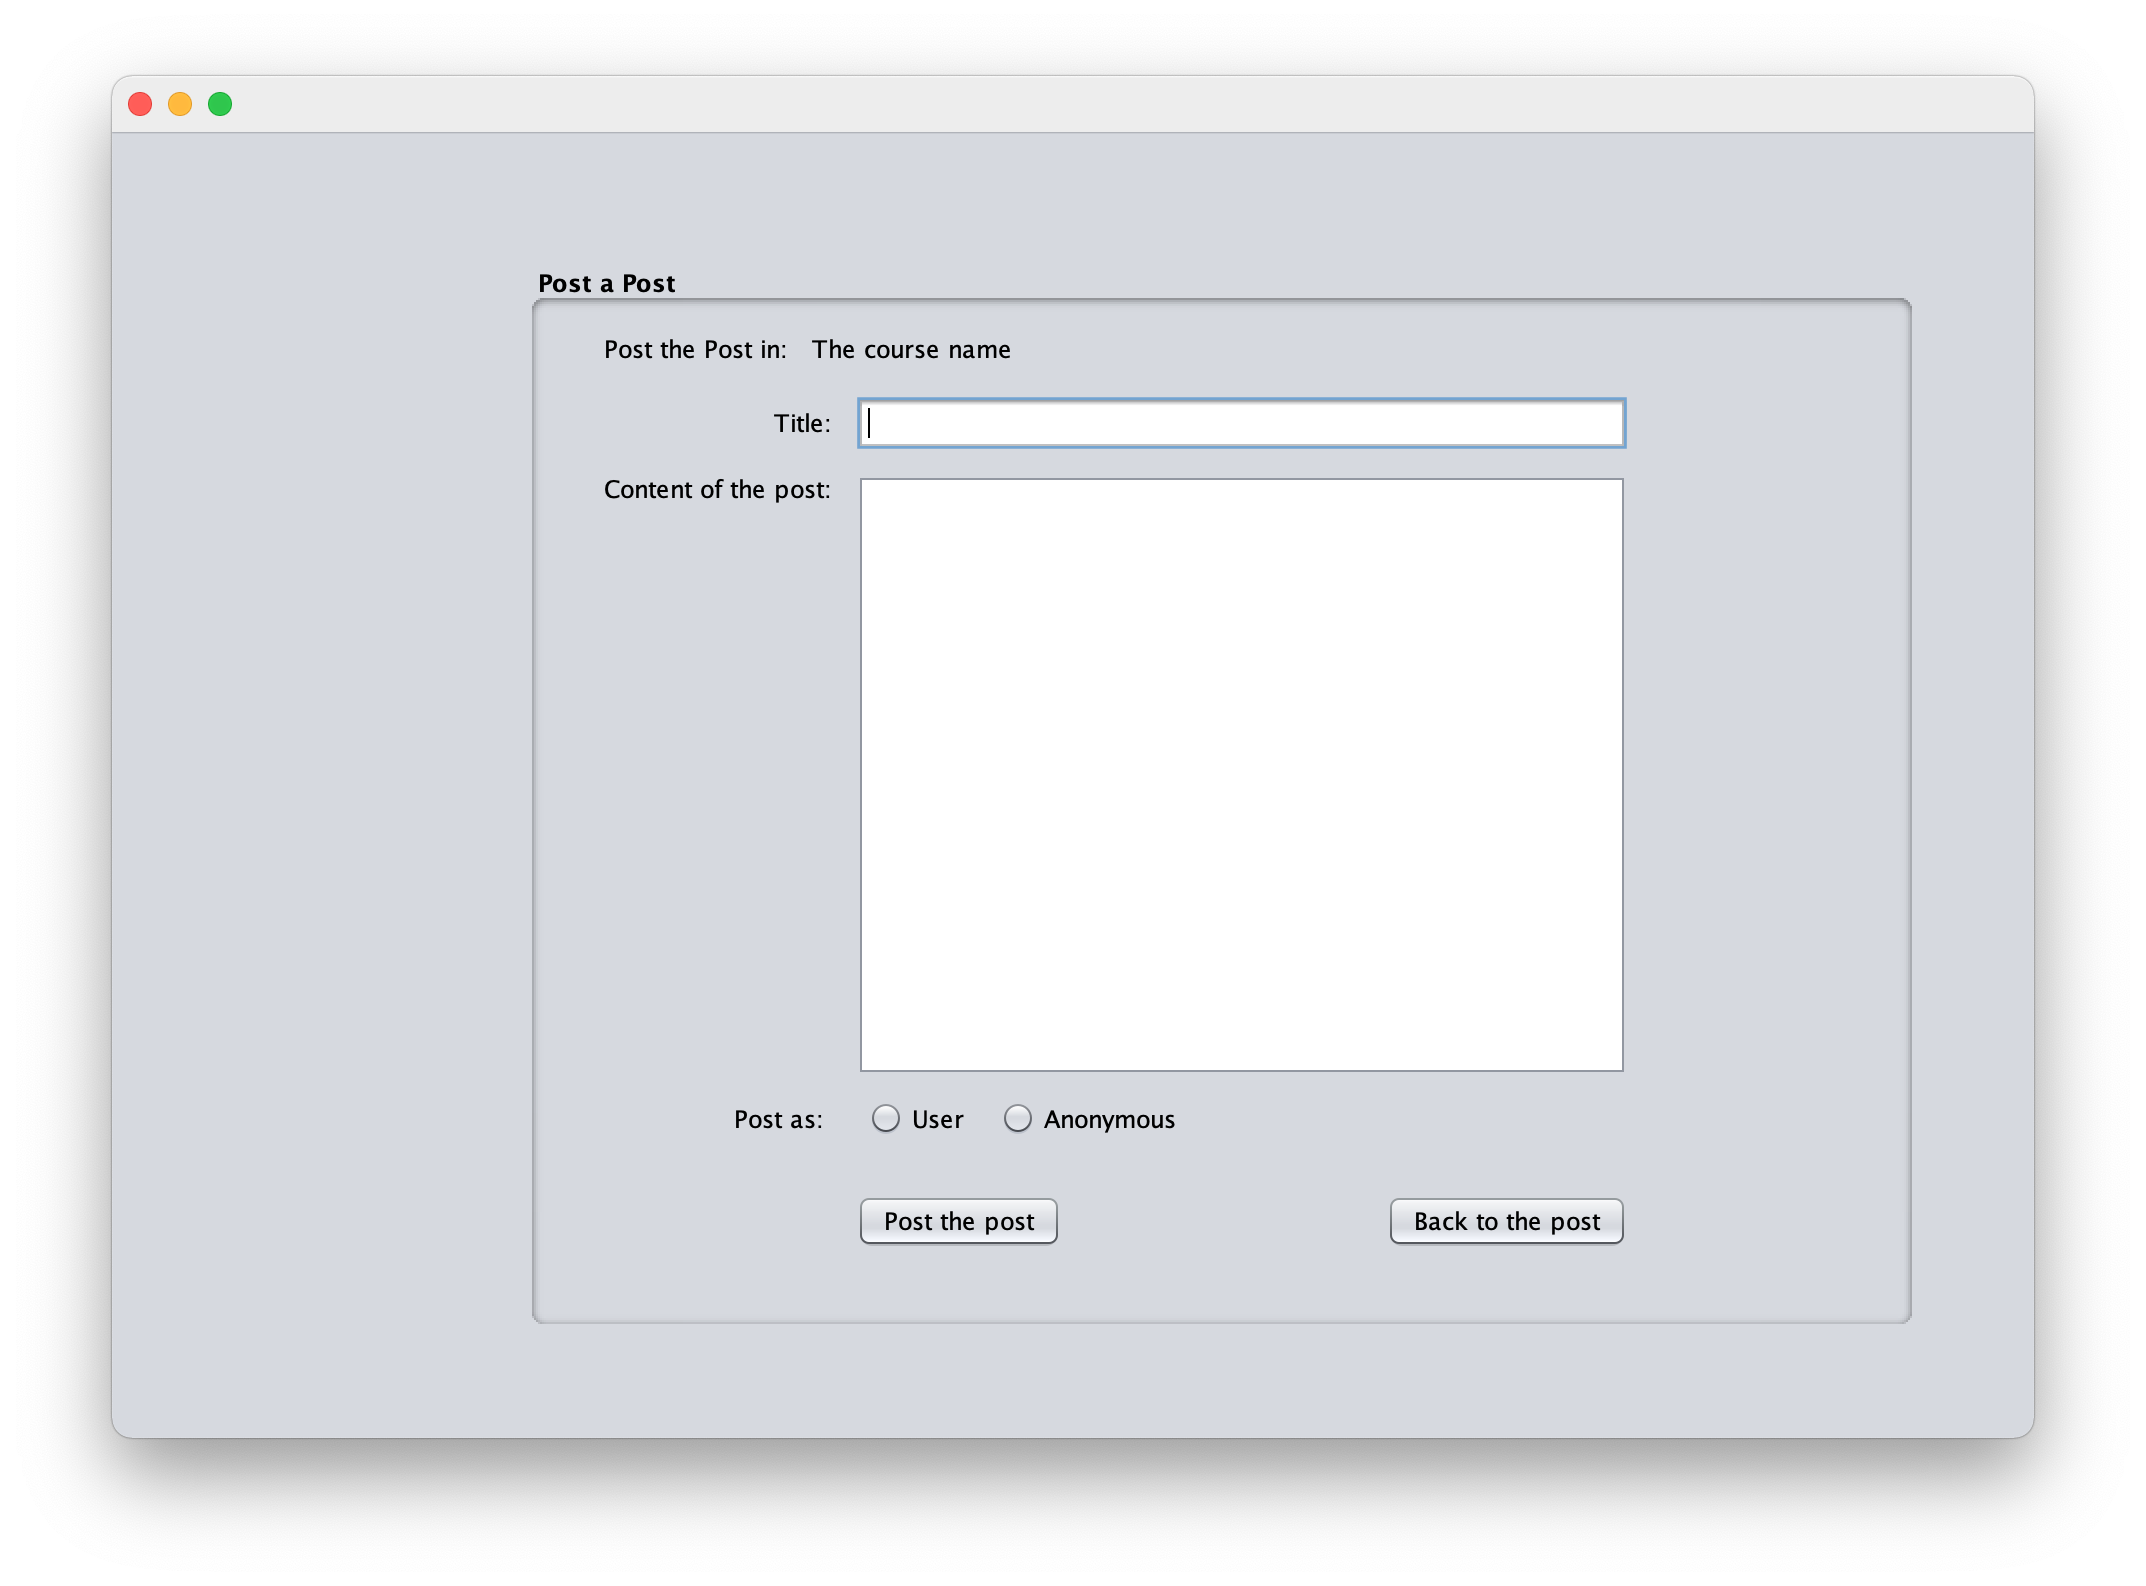 Post a Post
Post the Post in: The course name
Title:
Content of the post:
Post as: User Anonymous
Post the post Back to the post